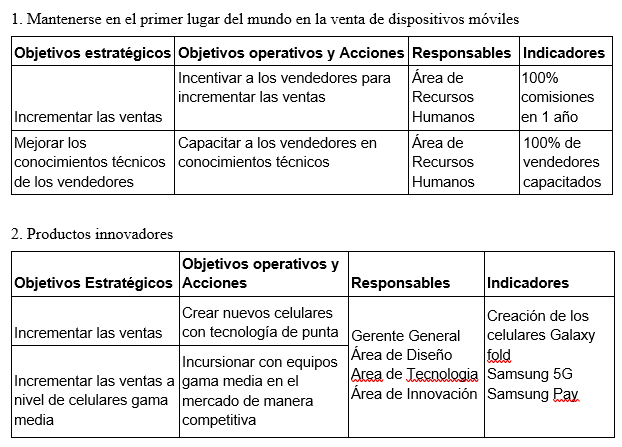 1. Mantenerse en el primer lugar del mundo en la venta de dispositivos móviles
Objetivos estratégicos Objetivos operativos y Acciones Responsables Indicadores
Incrementar las ventas
Incentivar a los vendedores para
incrementar las ventas
Área de
Recursos
Humanos
100%
comisiones
en 1 año
Mejorar los
conocimientos técnicos
de los vendedores
Capacitar a los vendedores en
conocimientos técnicos
Área de
Recursos
Humanos
100% de
vendedores
capacitados
2. Productos innovadores
Objetivos Estratégicos
Objetivos operativos y
Acciones
Responsables
Indicadores
Incrementar las ventas
Crear nuevos celulares
con tecnología de punta
Gerente General
Área de Diseño
Area de Tecnologia
Área de Innovación
Creación de los
celulares Galaxy
fold
Samsung 5G
Samsung Pay
Incrementar las ventas a
nivel de celulares gama
media
Incursionar con equipos
gama media en el
mercado de manera
competitiva